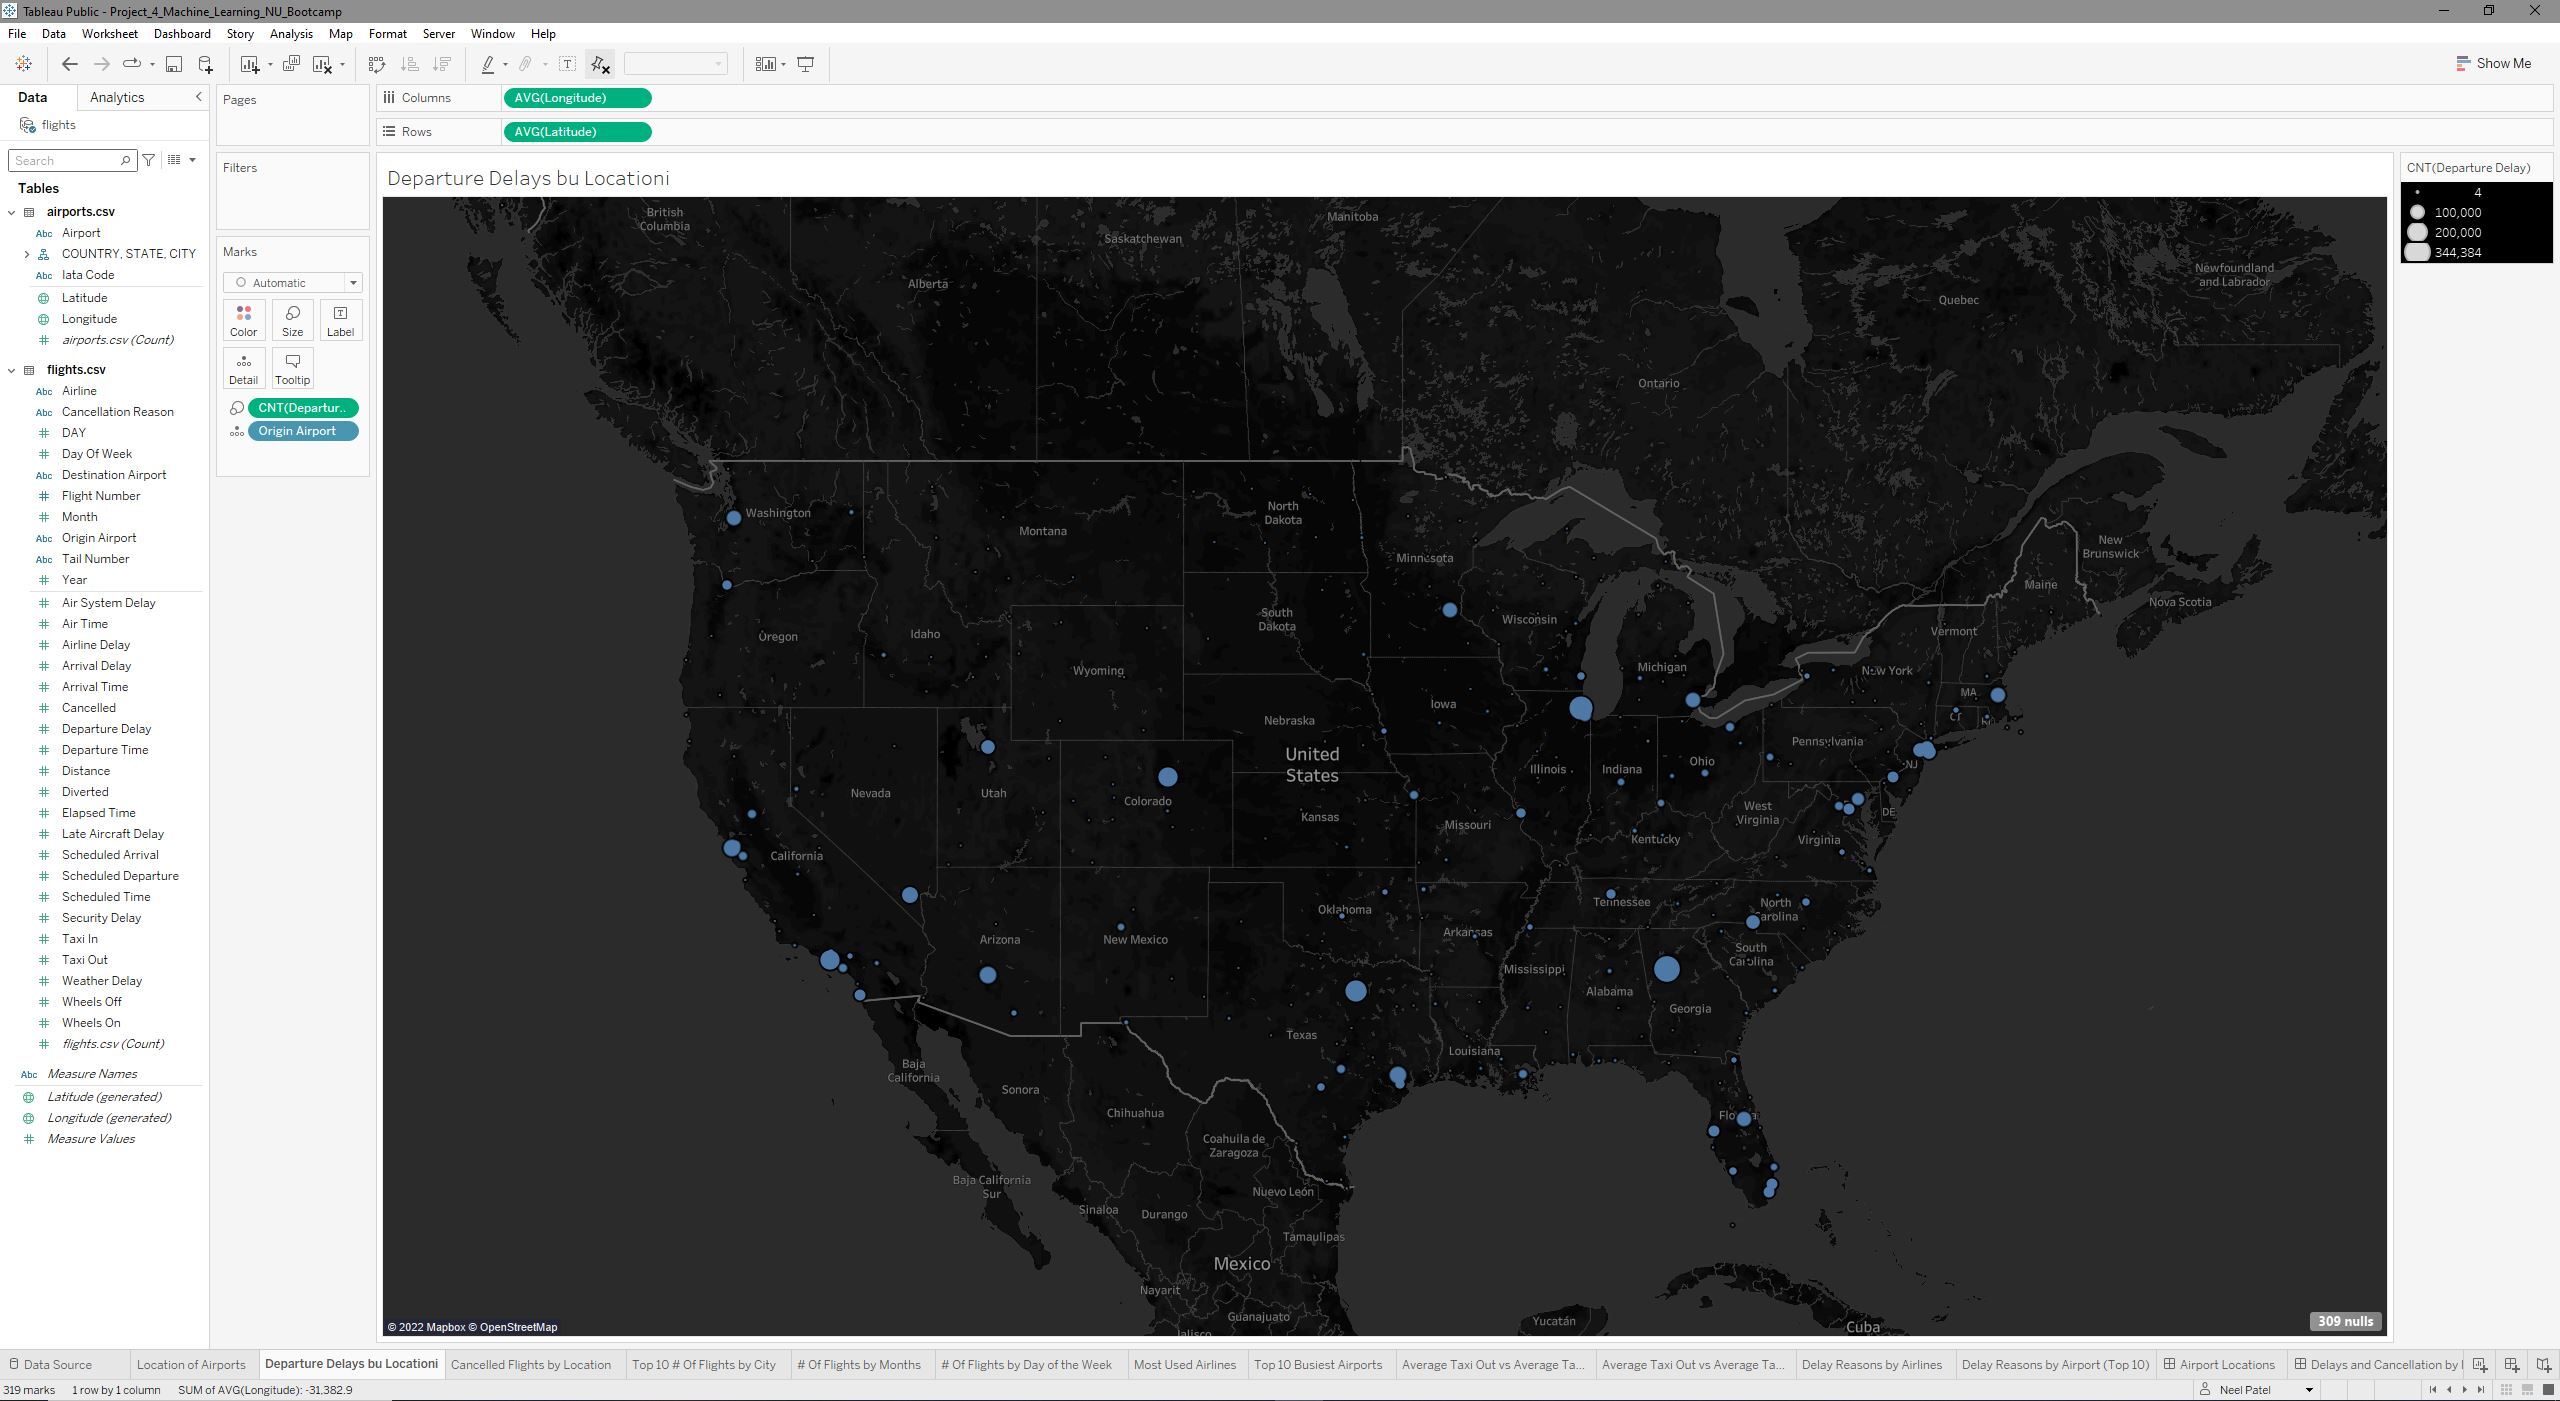 Tableau Public - Project_4_Machine_Learning_NU_Bootcamp
File Data Worksheet Dashboard Story Analysis Map Format Server Window Help
Show Me
Data Analytics
flights
Search
Tables
airports.csv
Abc Airport
COUNTRY, STATE, CITY
Abc Iata Code
Latitude
Longitude
# airports.csv (Count)
flights.csv
Abc Airline
Abc Cancellation Reason
# DAY
# Day Of Week
Abc Destination Airport
# Flight Number
# Month
Abc Origin Airport
Abc Tail Number
# Year
# Air System Delay
# Air Time
# Airline Delay
# Arrival Delay
# Arrival Time
# Cancelled
# Departure Delay
# Departure Time
# Distance
# Diverted
# Elapsed Time
# Late Aircraft Delay
# Scheduled Arrival
# Scheduled Departure
# Scheduled Time
# Security Delay
# Taxi In
# Taxi Out
# Weather Delay
# Wheels Off
# Wheels On
# flights.csv (Count)
Abc Measure Names
Latitude (generated)
Longitude (generated)
# Measure Values
Pages
Filters
Marks
Automatic
Color Size Label
Detail Tooltip
CNT(Departur..
Origin Airport
Columns AVG(Longitude)
Rows AVG(Latitude)
Departure Delays bu Locationi
British
Columbia
Manitoba
Saskatchewan
Alberta
Newfoundland
and Labrador
Quebec
Ontario
Washington
Montana
North
Dakota
Minnesota
New
Brunswick
Maine
Nova Scotia
Oregon
Idaho
South
Dakota
Wisconsin
Vermont
Wyoming
Michigan
New York
MA
CT
RI
Iowa
Nebraska
United
States
Pennsylvania
NJ
Illinois
Indiana
Ohio
Nevada
Utah
Colorado
Kansas
Missouri
West
Virginia
DE
Kentucky
Virginia
California
Oklahoma
Tennessee
North
Carolina
Arizona
New Mexico
Arkansas
South
Carolina
Mississippi
Alabama
Georgia
Texas
Louisiana
Baja
California
Sonora
Chihuahua
Florida
Coahuila de
Zaragoza
Baja California
Sur
Nuevo León
Sinaloa
Durango
Tamaulipas
Mexico
Nayarit
Guanajuato
Jalisco
Yucatán
Cuba
© 2022 Mapbox © OpenStreetMap
309 nulls
CNT(Departure Delay)
4
100,000
200,000
344,384
Data Source Location of Airports Departure Delays bu Locationi Cancelled Flights by Location Top 10 # Of Flights by City # Of Flights by Months # Of Flights by Day of the Week Most Used Airlines Top 10 Busiest Airports Average Taxi Out vs Average Ta... Average Taxi Out vs Average Ta... Delay Reasons by Airlines Delay Reasons by Airport (Top 10) Airport Locations Delays and Cancellation by l
319 marks 1 row by 1 column SUM of AVG(Longitude): -31,382.9 Neel Patel